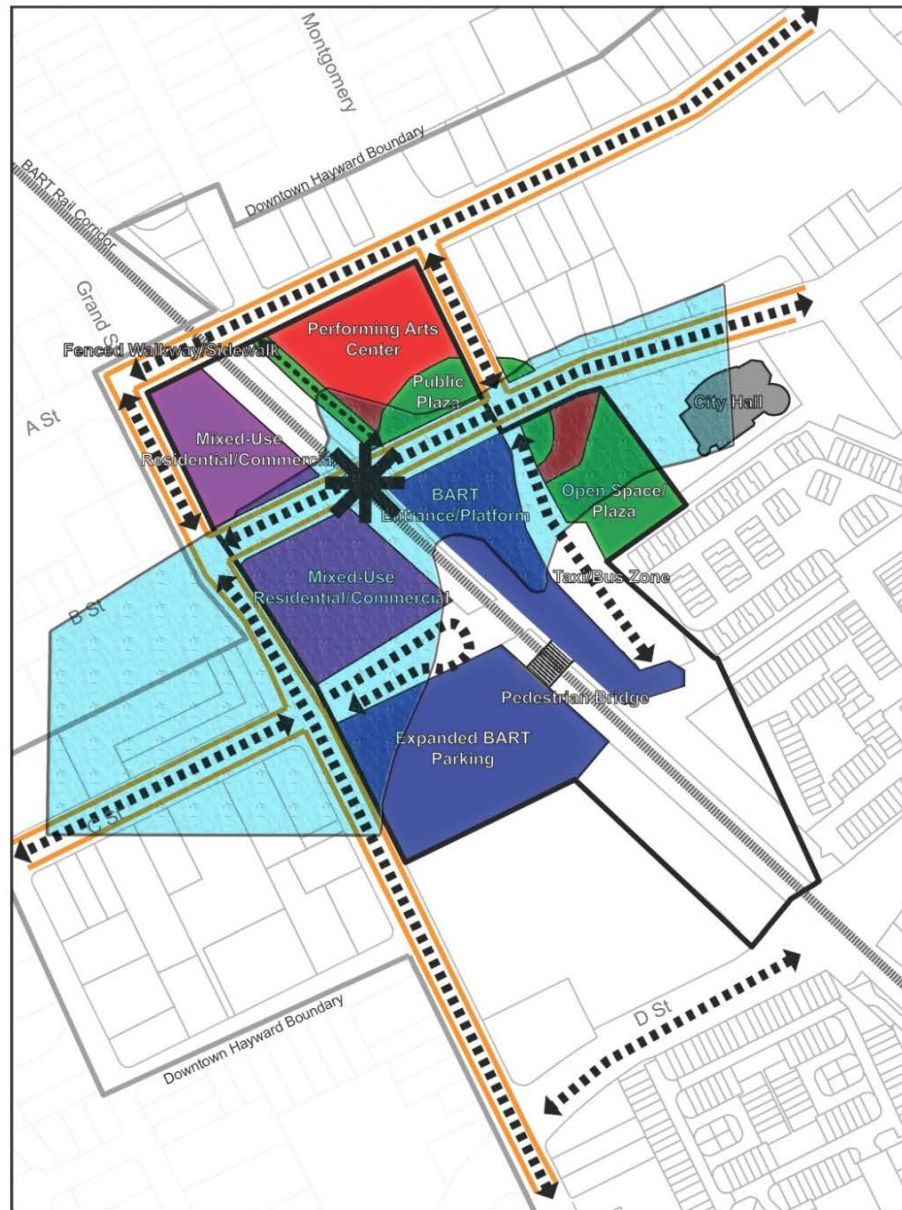 Montgomery
Downtown Hayward Boundary
BART Rail Corridor
Grand St
Fenced Walkway/Sidewalk
Performing Arts
Center
Public
Plaza
City Hall
A St
Mixed-Use
Residential/Commercial
BART
Entrance/Platform
Open Space/
Plaza
Mixed-Use
Residential/Commercial
Taxi/Bus Zone
B St
Pedestrian Bridge
Expanded BART
Parking
C St
D St
Downtown Hayward Boundary